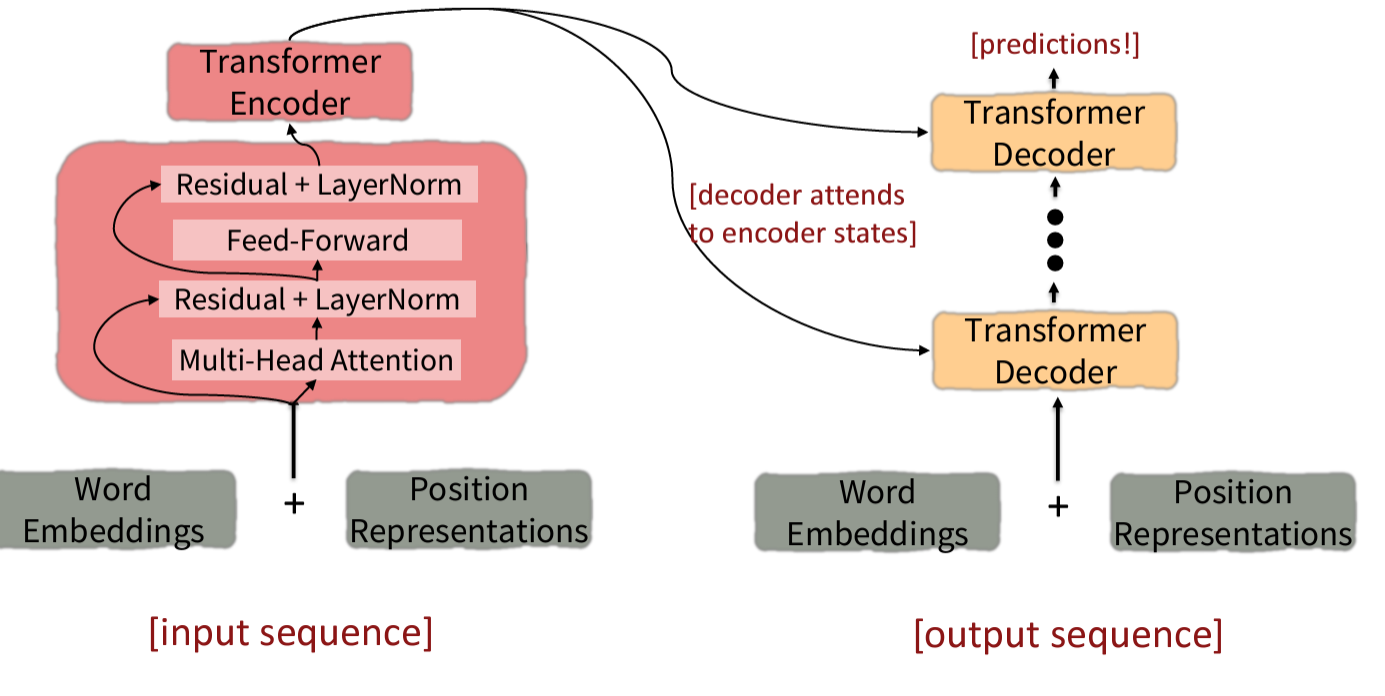 Transformer
Encoder
Residual + LayerNorm
Feed-Forward
Residual + LayerNorm
Multi-Head Attention
Word
Embeddings
+
Position
Representations
[input sequence]
[decoder attends
to encoder states]
[predictions!]
Transformer
Decoder
Transformer
Decoder
Word
Embeddings
+
Position
Representations
[output sequence]